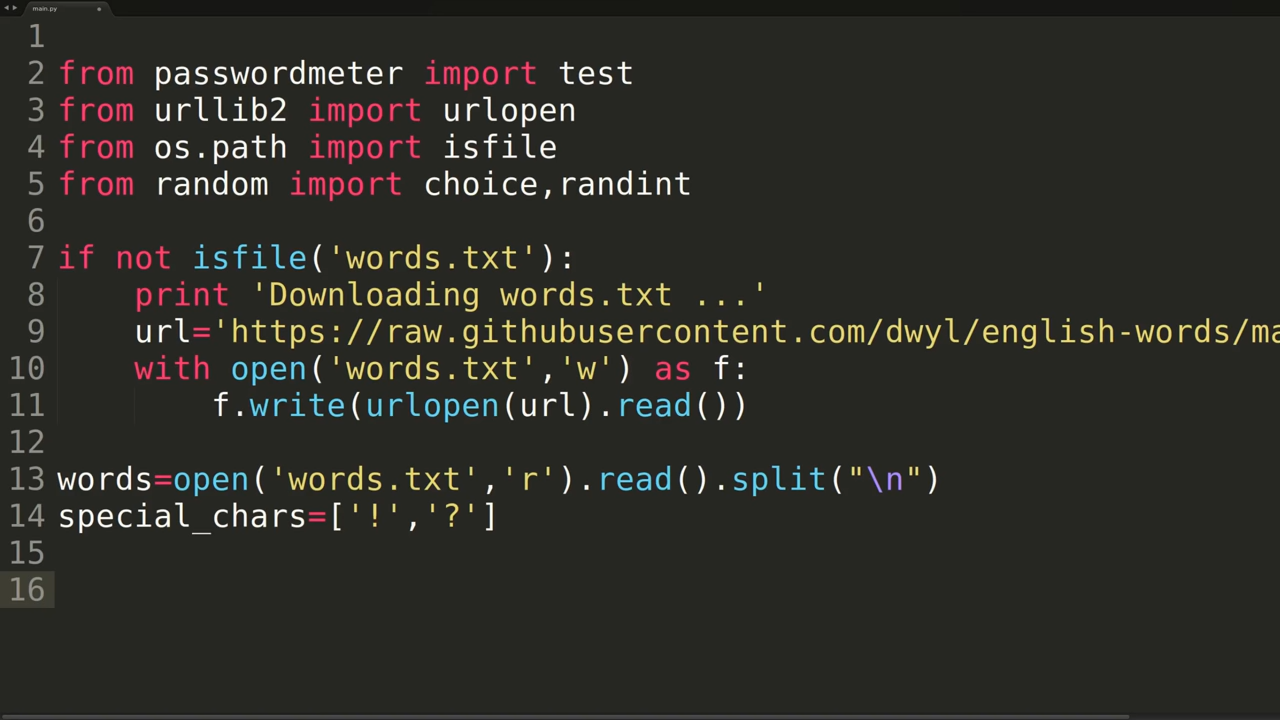 main.py
1
2 from passwordmeter import test
3 from urllib2 import urlopen
4 from os.path import isfile
5 from random import choice,randint
6
7 if not isfile('words.txt'):
8     print 'Downloading words.txt ...'
9     url='https://raw.githubusercontent.com/dwyl/english-words/ma
10     with open('words.txt','w') as f:
11         f.write(urlopen(url).read())
12
13 words=open('words.txt','r').read().split("\n")
14 special_chars=['!','?']
15
16